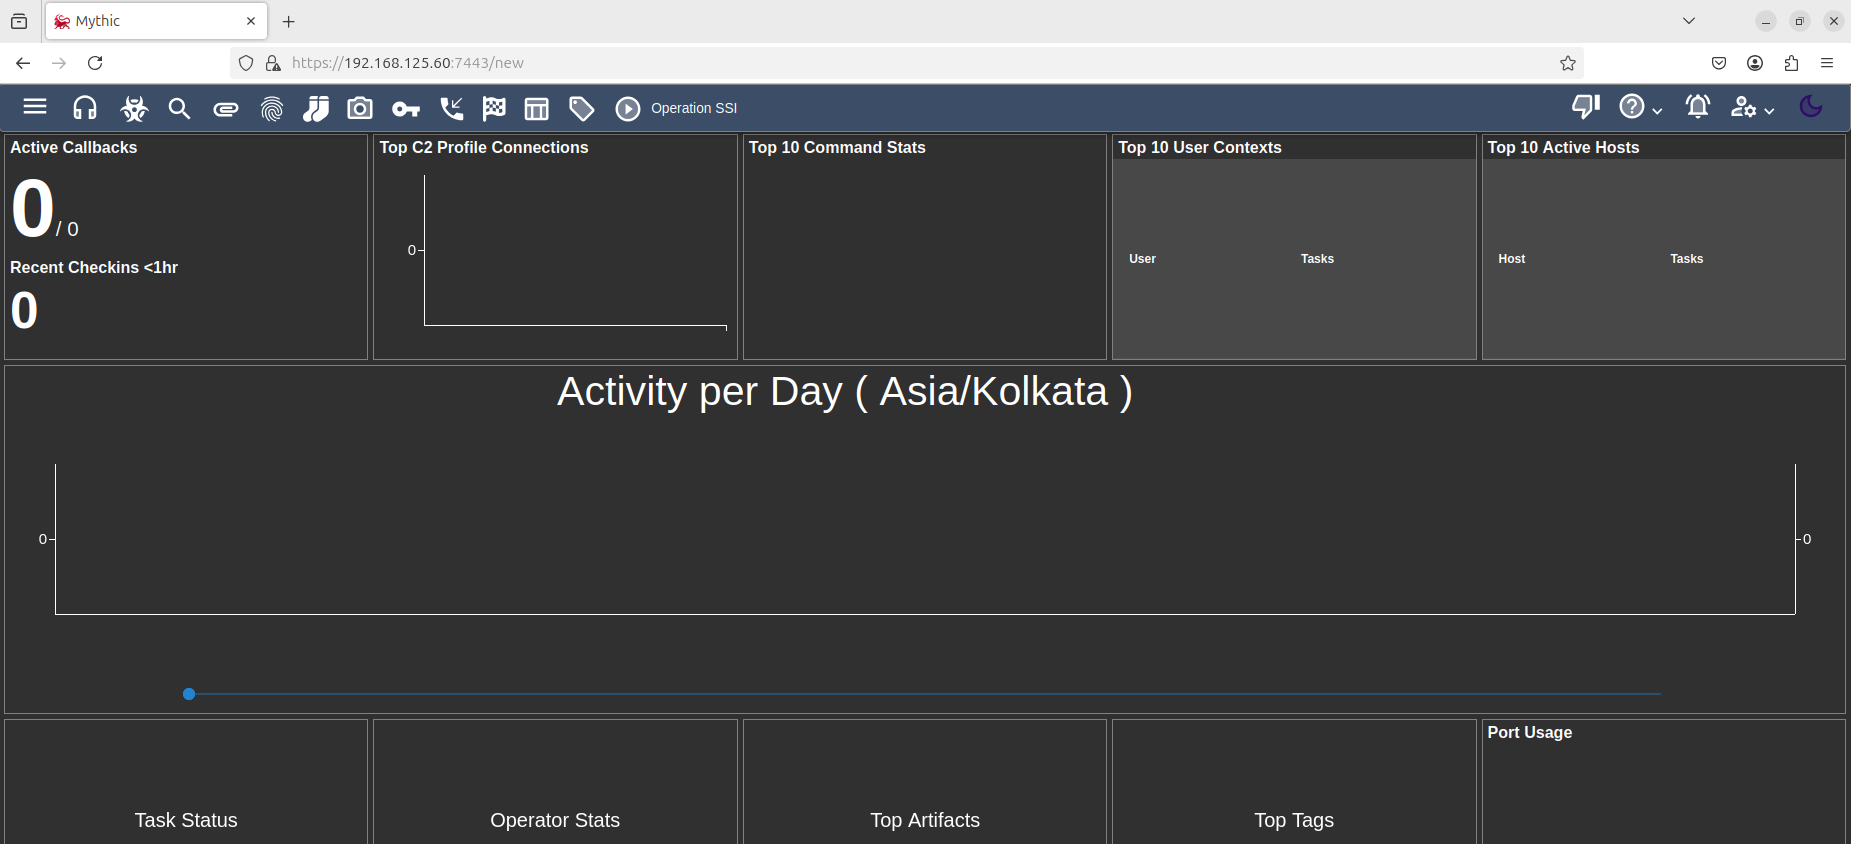 Mythic
https://192.168.125.60:7443/new
Operation SSI
Active Callbacks
0 / 0
Recent Checkins <1hr
0
Top C2 Profile Connections
0
Top 10 Command Stats
Top 10 User Contexts
User Tasks
Top 10 Active Hosts
Host Tasks
Activity per Day ( Asia/Kolkata )
0 0
Task Status
Operator Stats
Top Artifacts
Top Tags
Port Usage